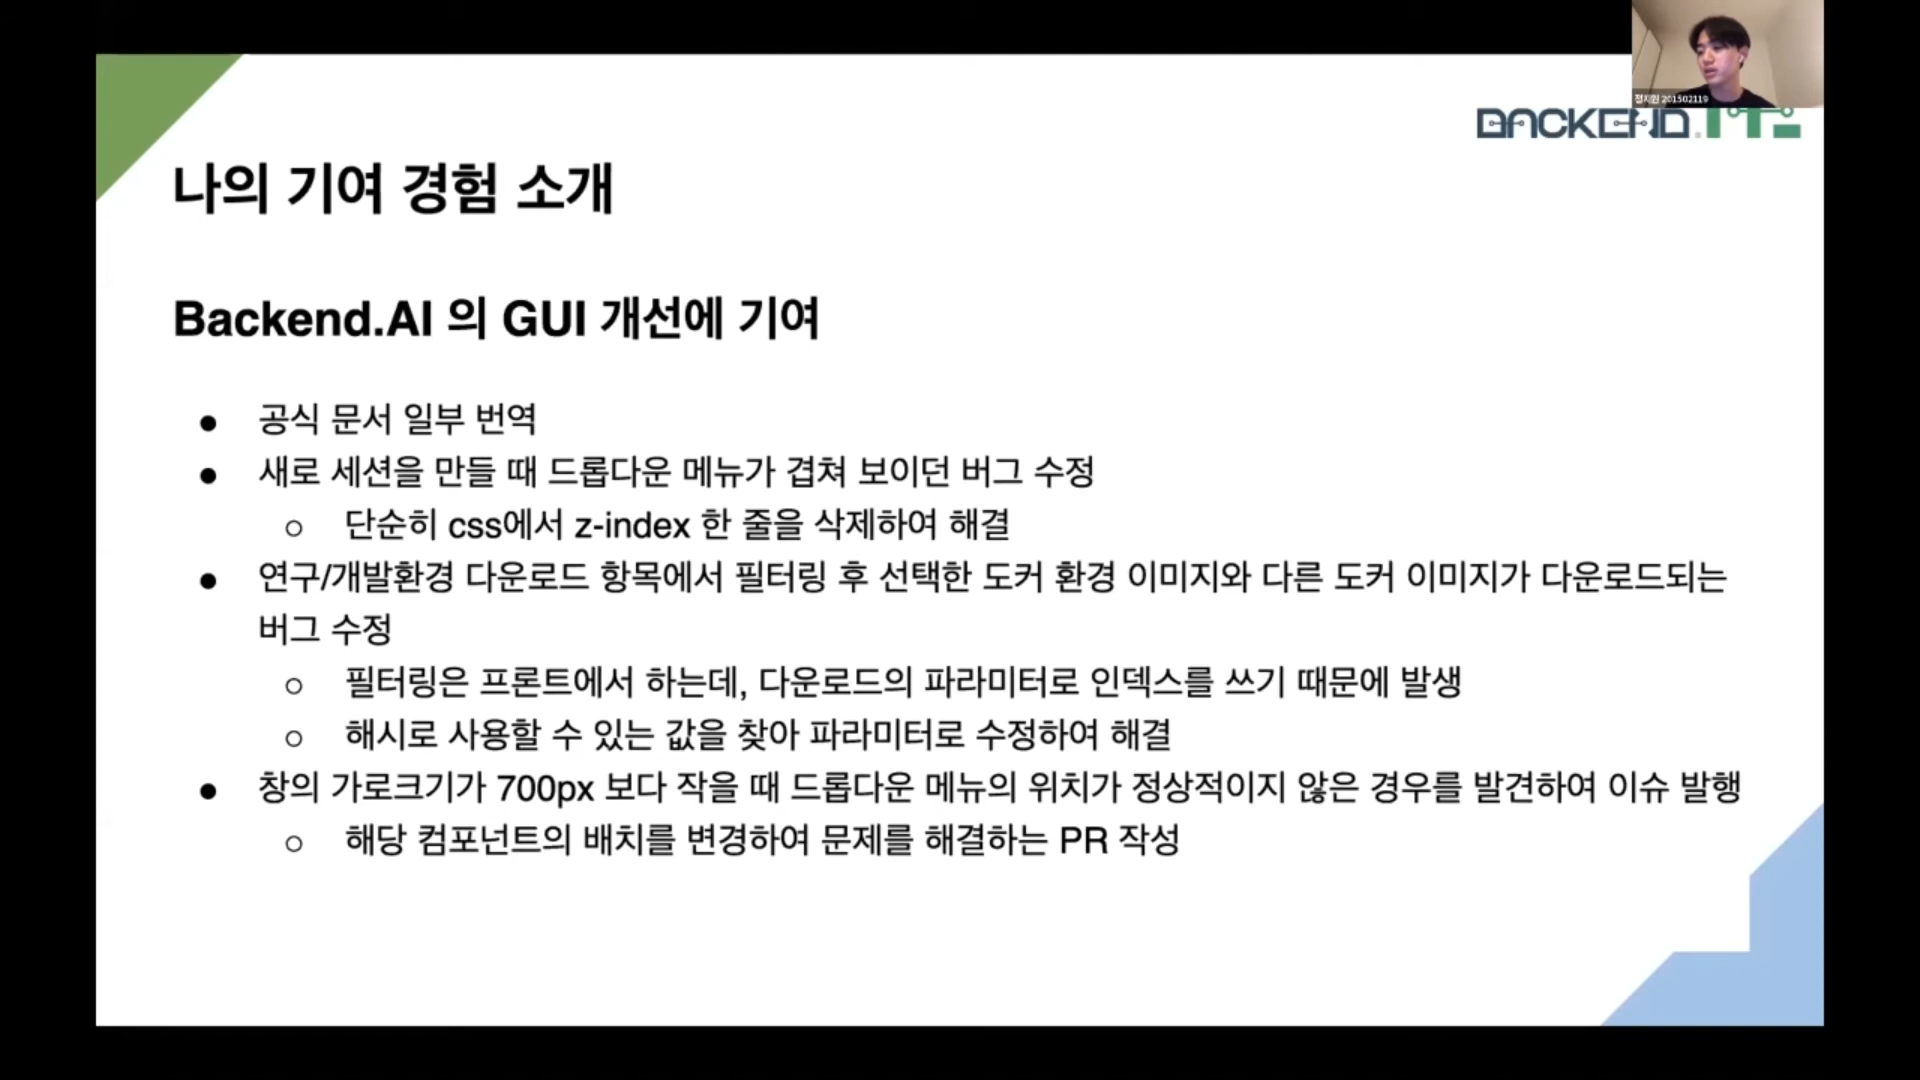 정지원 201502119
BACKEND.
나의 기여 경험 소개
Backend.AI 의 GUI 개선에 기여
● 공식 문서 일부 번역
● 새로 세션을 만들 때 드롭다운 메뉴가 겹쳐 보이던 버그 수정
○ 단순히 css에서 z-index 한 줄을 삭제하여 해결
● 연구/개발환경 다운로드 항목에서 필터링 후 선택한 도커 환경 이미지와 다른 도커 이미지가 다운로드되는
버그 수정
○ 필터링은 프론트에서 하는데, 다운로드의 파라미터로 인덱스를 쓰기 때문에 발생
○ 해시로 사용할 수 있는 값을 찾아 파라미터로 수정하여 해결
● 창의 가로크기가 700px 보다 작을 때 드롭다운 메뉴의 위치가 정상적이지 않은 경우를 발견하여 이슈 발행
○ 해당 컴포넌트의 배치를 변경하여 문제를 해결하는 PR 작성